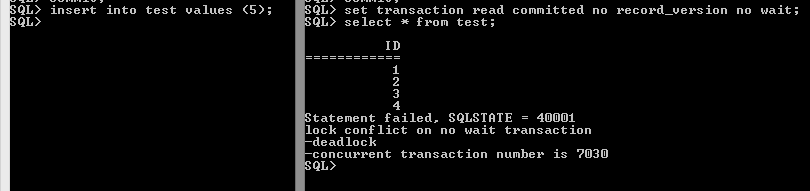 SQL> insert into test values (5);
SQL>
SQL> set transaction read committed no record_version no wait;
SQL> select * from test;
ID
============
1
2
3
4
Statement failed, SQLSTATE = 40001
lock conflict on no wait transaction
-deadlock
-concurrent transaction number is 7030
SQL>